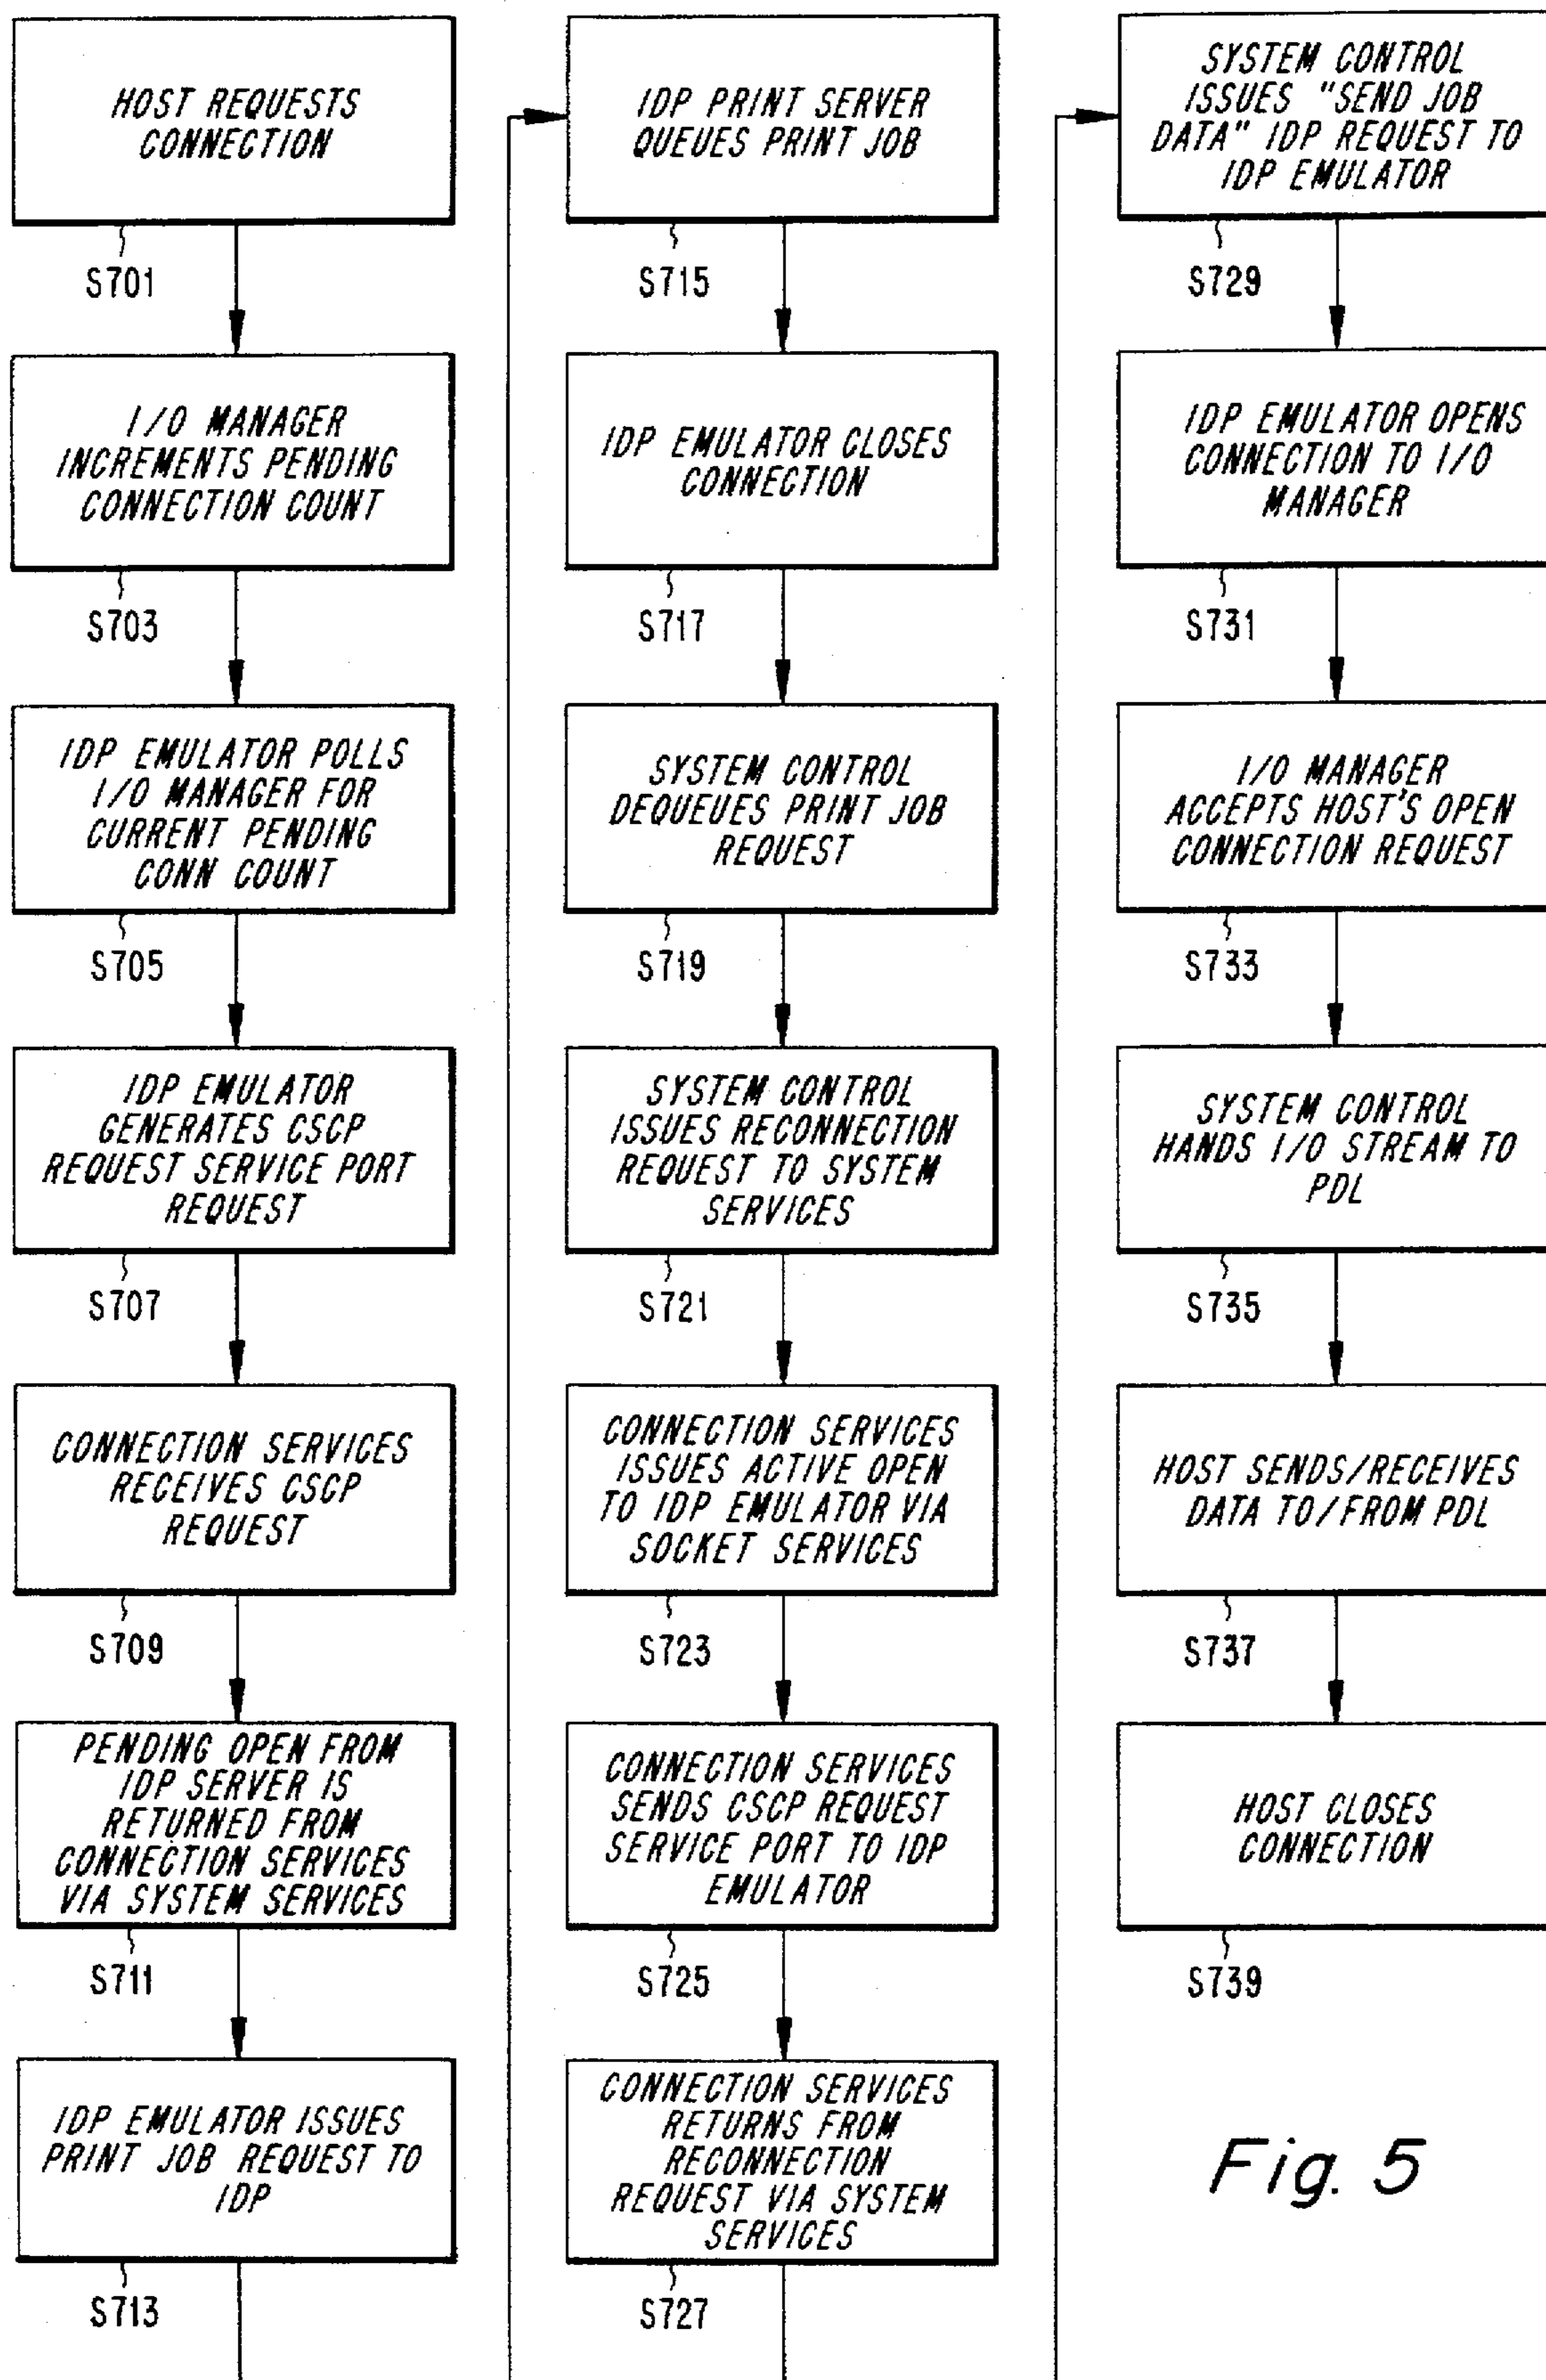 HOST REQUESTS
CONNECTION
S701
I/O MANAGER
INCREMENTS PENDING
CONNECTION COUNT
S703
IDP EMULATOR POLLS
I/O MANAGER FOR
CURRENT PENDING
CONN COUNT
S705
IDP EMULATOR
GENERATES CSCP
REQUEST SERVICE PORT
REQUEST
S707
CONNECTION SERVICES
RECEIVES CSCP
REQUEST
S709
PENDING OPEN FROM
IDP SERVER IS
RETURNED FROM
CONNECTION SERVICES
VIA SYSTEM SERVICES
S711
IDP EMULATOR ISSUES
PRINT JOB REQUEST TO
IDP
S713
IDP PRINT SERVER
QUEUES PRINT JOB
S715
IDP EMULATOR CLOSES
CONNECTION
S717
SYSTEM CONTROL
DEQUEUES PRINT JOB
REQUEST
S719
SYSTEM CONTROL
ISSUES RECONNECTION
REQUEST TO SYSTEM
SERVICES
S721
CONNECTION SERVICES
ISSUES ACTIVE OPEN
TO IDP EMULATOR VIA
SOCKET SERVICES
S723
CONNECTION SERVICES
SENDS CSCP REQUEST
SERVICE PORT TO IDP
EMULATOR
S725
CONNECTION SERVICES
RETURNS FROM
RECONNECTION
REQUEST VIA SYSTEM
SERVICES
S727
SYSTEM CONTROL
ISSUES "SEND JOB
DATA" IDP REQUEST TO
IDP EMULATOR
S729
IDP EMULATOR OPENS
CONNECTION TO I/O
MANAGER
S731
I/O MANAGER
ACCEPTS HOST'S OPEN
CONNECTION REQUEST
S733
SYSTEM CONTROL
HANDS I/O STREAM TO
PDL
S735
HOST SENDS/RECEIVES
DATA TO/FROM PDL
S737
HOST CLOSES
CONNECTION
S739
Fig. 5